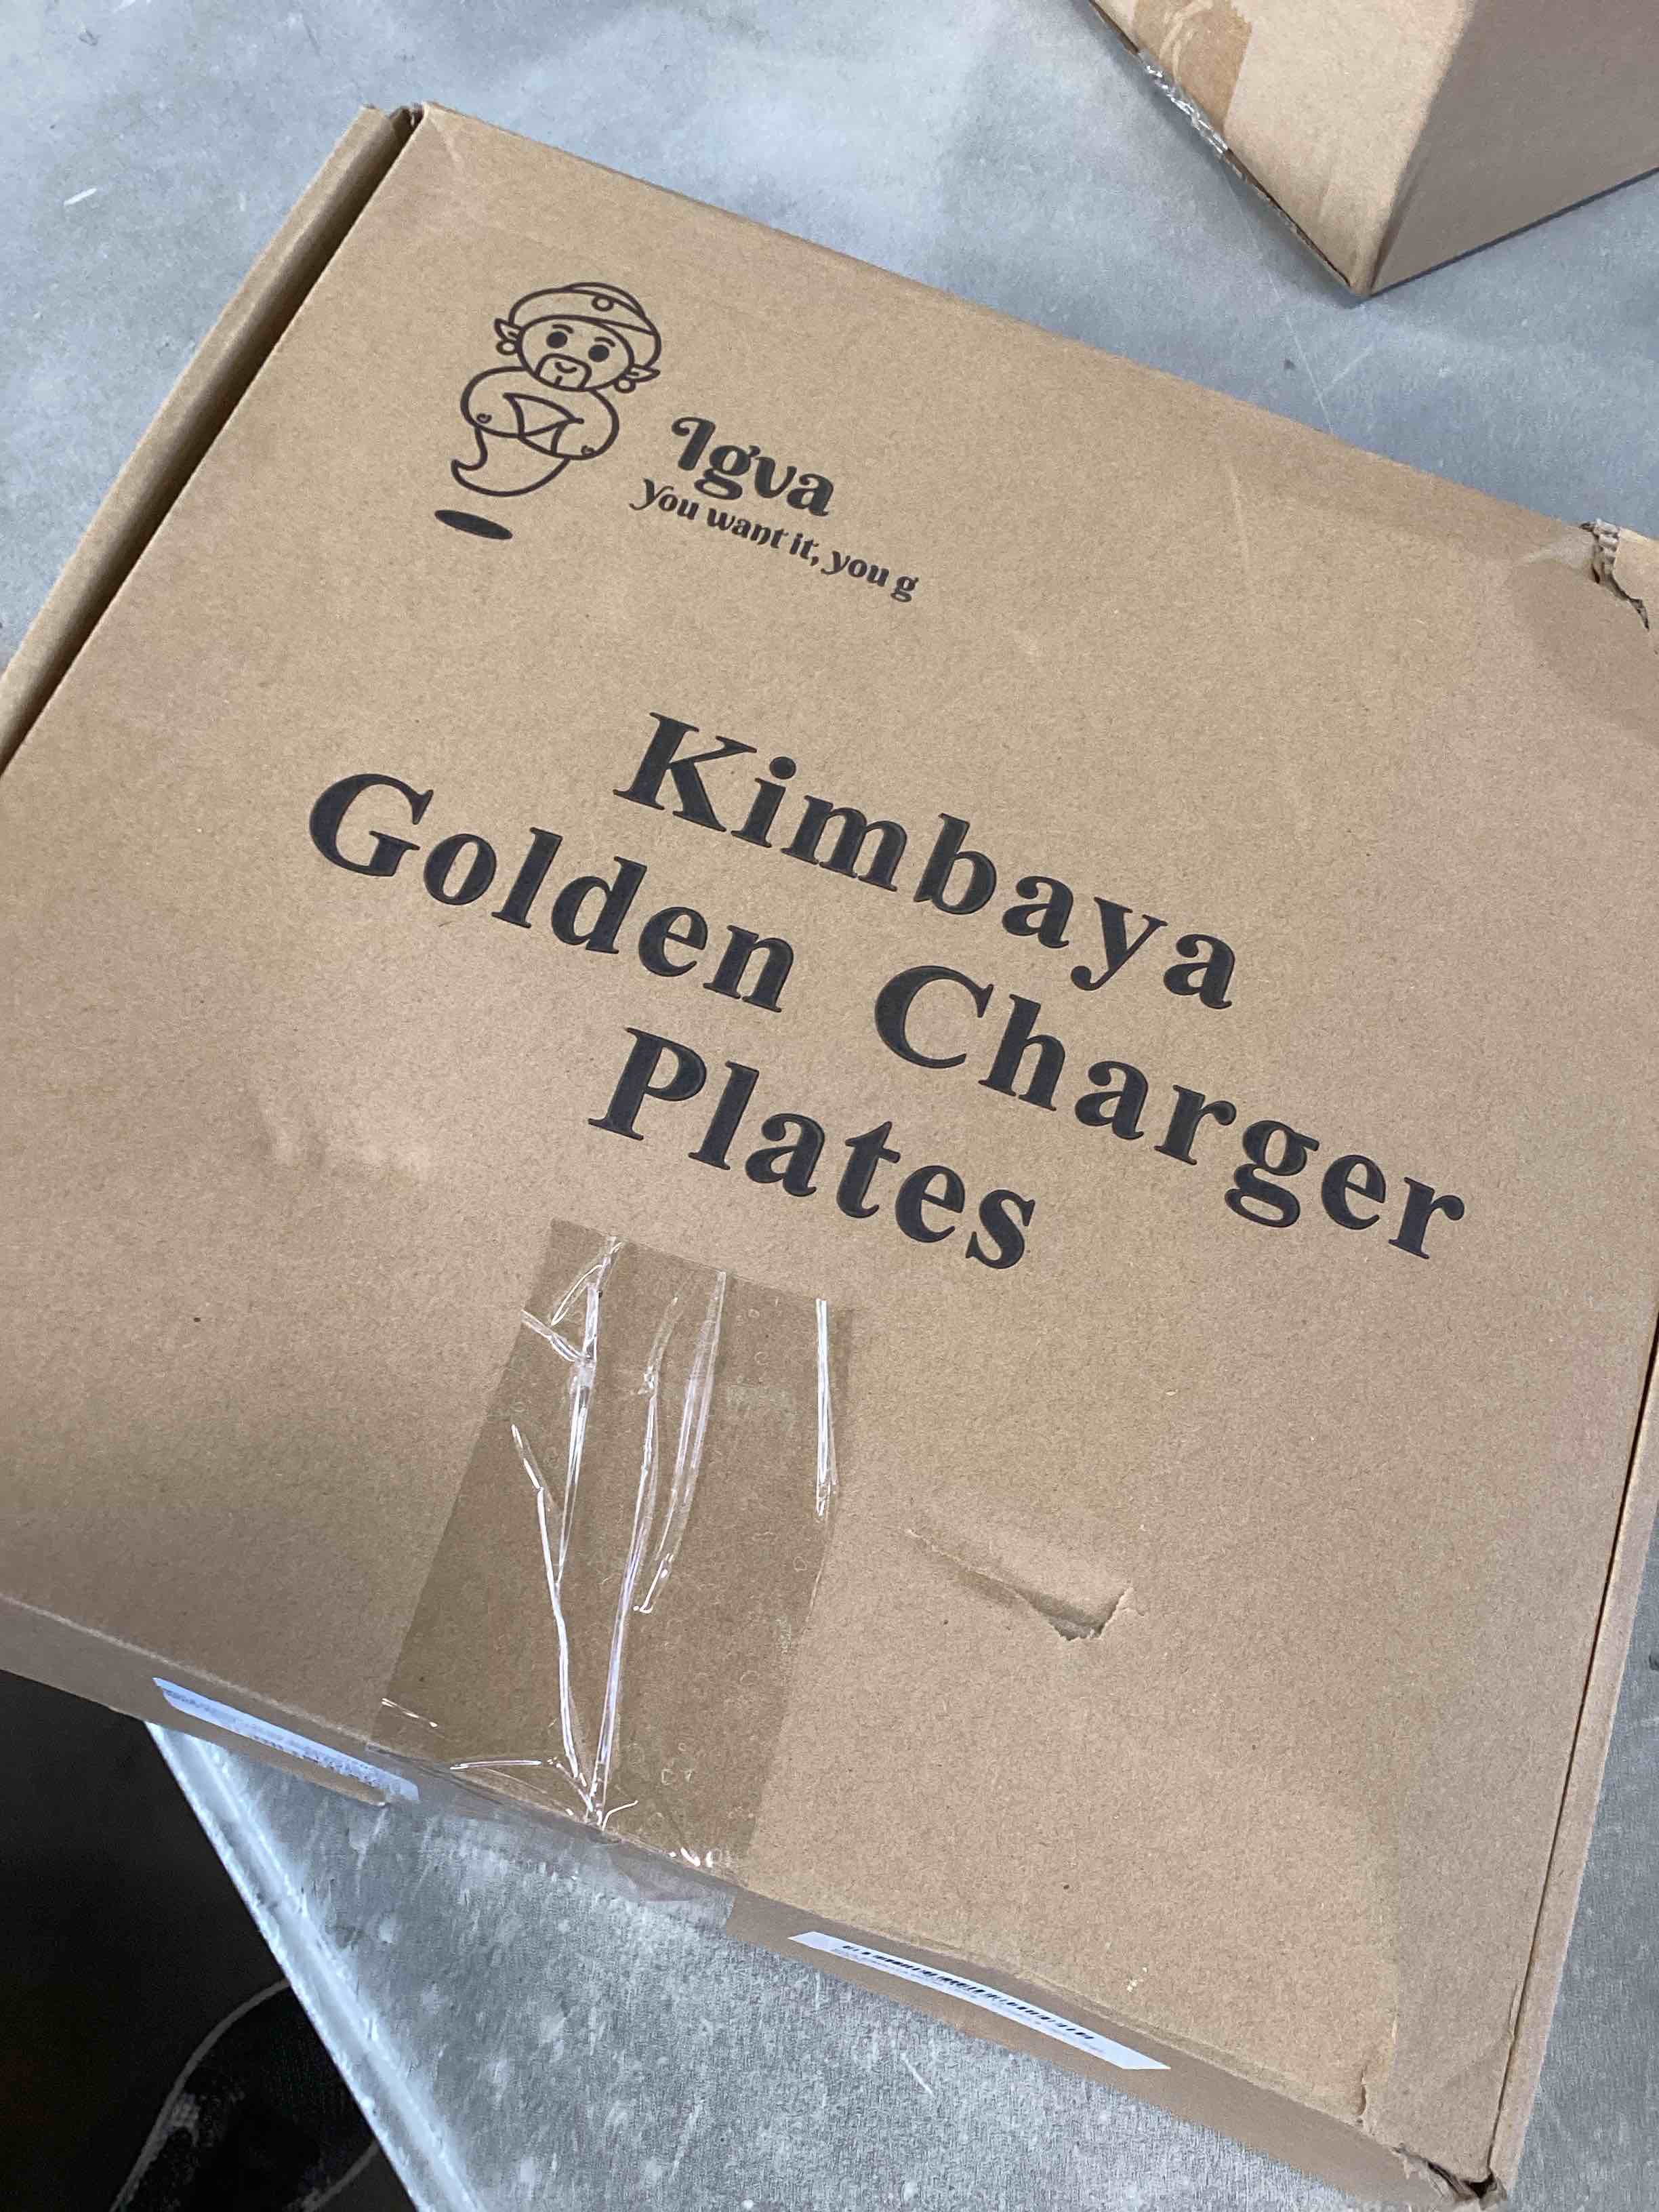 Igva
you want it, you g
Kimbaya
Golden Charger
Plates